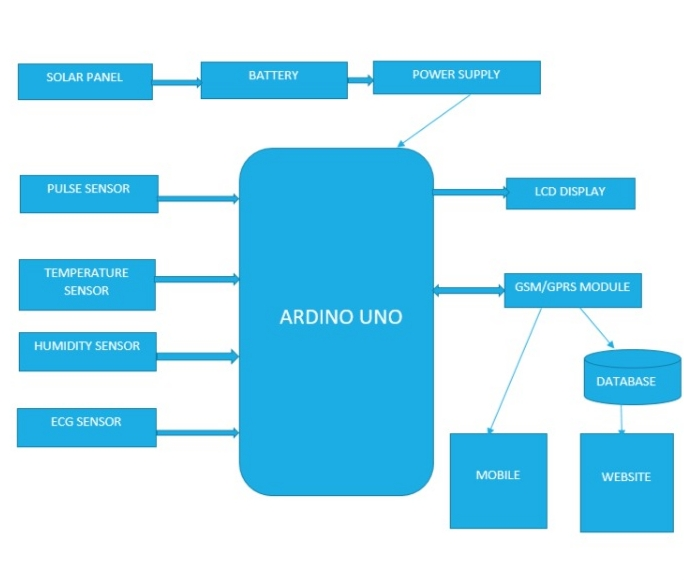 SOLAR PANEL
BATTERY
POWER SUPPLY
PULSE SENSOR
LCD DISPLAY
TEMPERATURE
SENSOR
GSM/GPRS MODULE
ARDINO UNO
HUMIDITY SENSOR
DATABASE
ECG SENSOR
MOBILE
WEBSITE